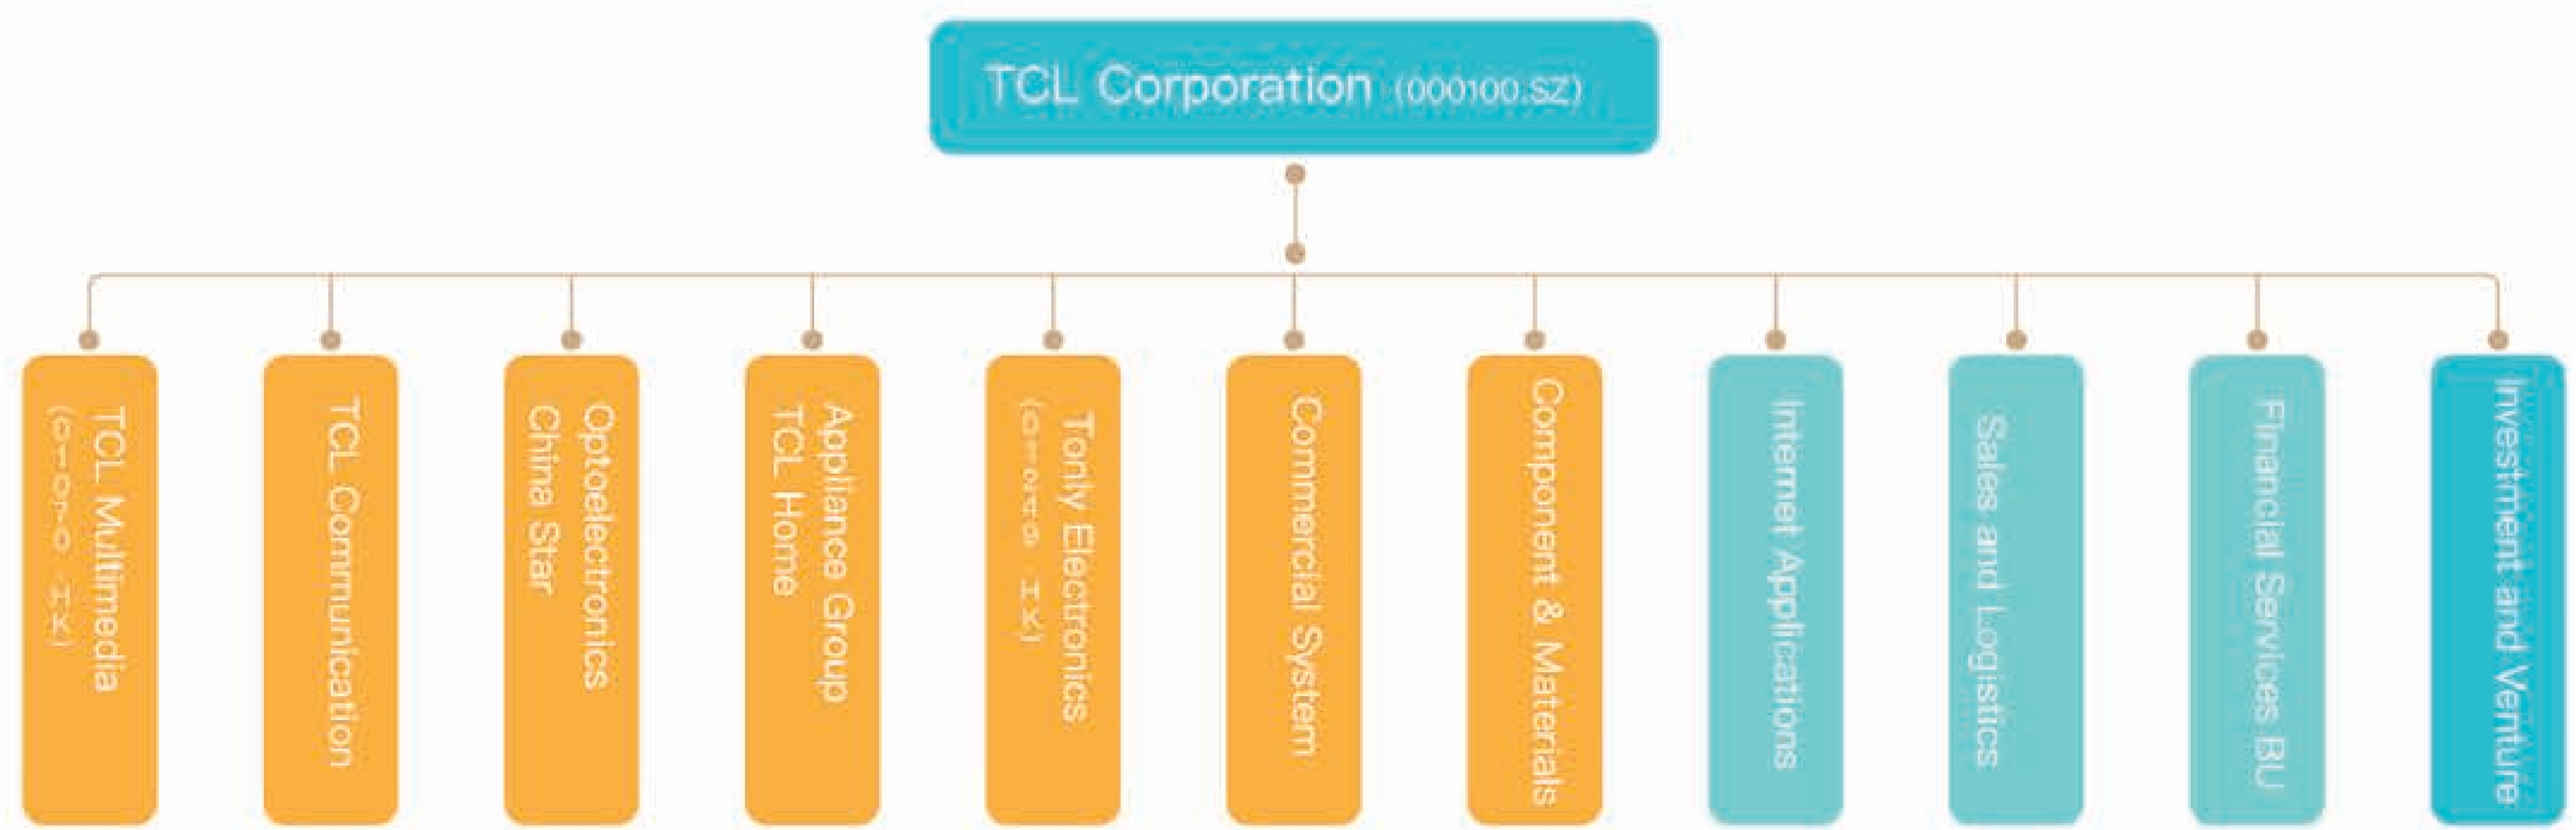 TCL Corporation (000100.SZ)
TCL Multimedia
(01070.HK)
TCL Communication
Optoelectronics
China Star
Appliance Group
TCL Home
Tonly Electronics
(01249.HK)
Commercial System
Component & Materials
Internet Applications
Sales and Logistics
Financial Services BU
Investment and Venture